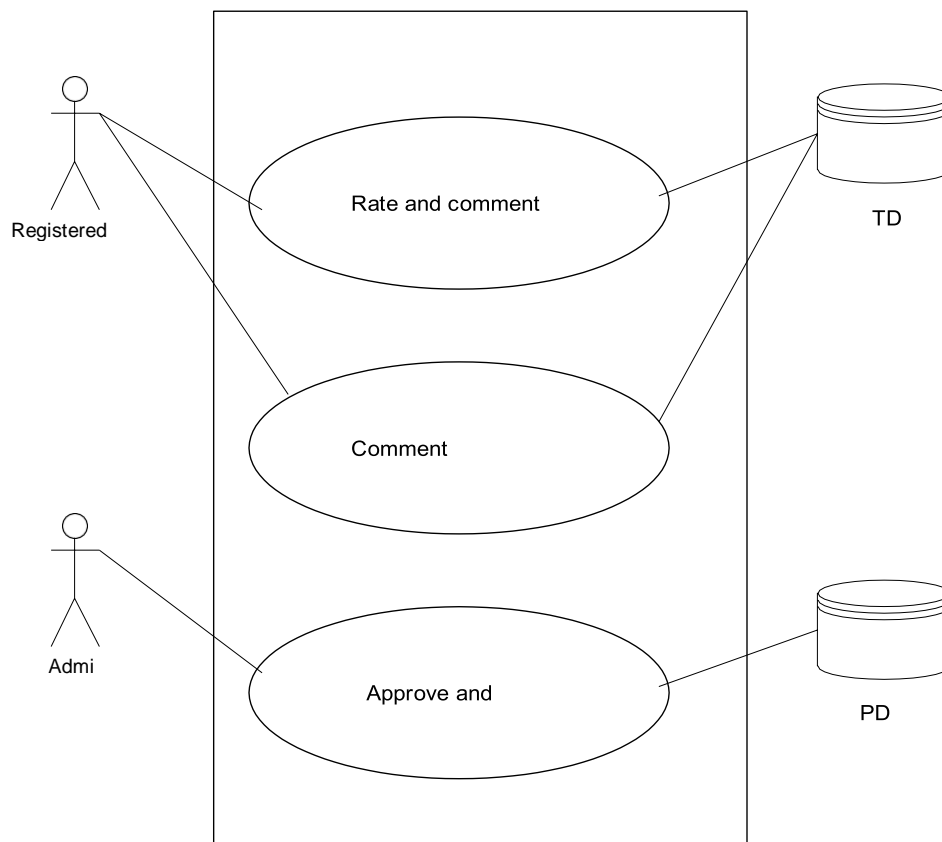 Rate and comment
TD
Registered
Comment
Admi
Approve and
PD